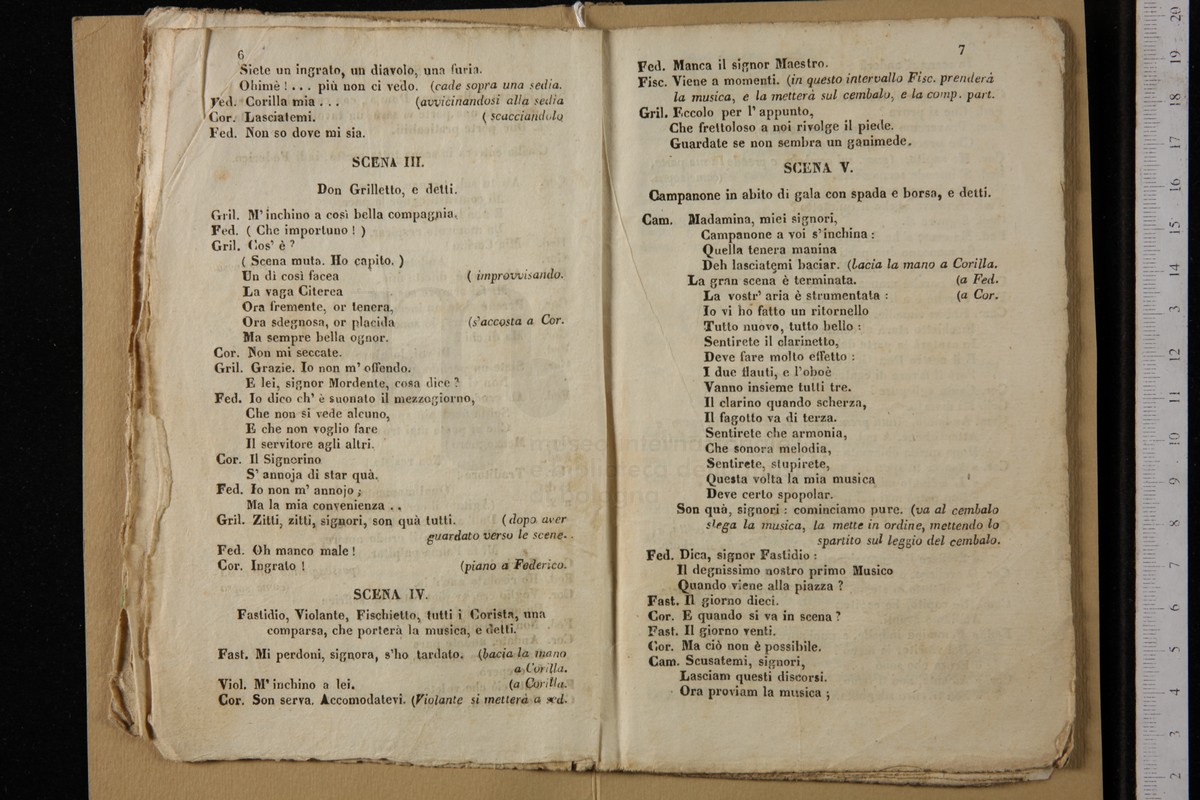 6
Siete un ingrato, un diavolo, una furia.
Ohimè ! . . . più non ci vedo. (cade sopra una sedia.
Fed. Corilla mia . . . (avvicinandosi alla sedia
Cor. Lasciatemi. ( scacciandolo
Fed. Non so dove mi sia.
SCENA III.
Don Grilletto, e detti.
Gril. M' inchino a così bella compagnia.
Fed. ( Che importuno ! )
Gril. Cos' è ?
( Scena muta. Ho capito. )
Un di così facea ( improvvisando.
La vaga Citerea
Ora fremente, or tenera,
Ora sdegnosa, or placida (s'accosta a Cor.
Ma sempre bella ognor.
Cor. Non mi seccate.
Gril. Grazie. Io non m' offendo.
E lei, signor Mordente, cosa dice ?
Fed. Io dico ch' è suonato il mezzogiorno,
Che non si vede alcuno,
E che non voglio fare
Il servitore agli altri.
Cor. Il Signorino
S' annoja di star quà.
Fed. Io non m' annojo ;
Ma la mia convenienza . .
Gril. Zitti, zitti, signori, son quà tutti. (dopo aver
guardato verso le scene.
Fed. Oh manco male !
Cor. Ingrato ! (piano a Federico.
SCENA IV.
Fastidio, Violante, Fischietto, tutti i Corista, una
comparsa, che porterà la musica, e detti.
Fast. Mi perdoni, signora, s'ho tardato. (bacia la mano
a Corilla.
Viol. M' inchino a lei. (a Corilla.
Cor. Son serva. Accomodatevi. (Violante si metterà a sed.
7
Fed. Manca il signor Maestro.
Fisc. Viene a momenti. (in questo intervallo Fisc. prenderà
la musica, e la metterà sul cembalo, e la comp. part.
Gril. Eccolo per l' appunto,
Che frettoloso a noi rivolge il piede.
Guardate se non sembra un ganimede.
SCENA V.
Campanone in abito di gala con spada e borsa, e detti.
Cam. Madamina, miei signori,
Campanone a voi s'inchina :
Quella tenera manina
Deh lasciatemi baciar. (bacia la mano a Corilla.
La gran scena è terminata. (a Fed.
La vostr' aria è strumentata : (a Cor.
Io vi ho fatto un ritornello
Tutto nuovo, tutto bello :
Sentirete il clarinetto,
Deve fare molto effetto :
I due flauti, e l'oboè
Vanno insieme tutti tre.
Il clarino quando scherza,
Il fagotto va di terza.
Sentirete che armonia,
Che sonora melodia,
Sentirete, stupirete,
Questa volta la mia musica
Deve certo spopolar.
Son quà, signori : cominciamo pure. (va al cembalo
slega la musica, la mette in ordine, mettendo lo
spartito sul leggio del cembalo.
Fed. Dica, signor Fastidio :
Il degnissimo nostro primo Musico
Quando viene alla piazza ?
Fast. Il giorno dieci.
Cor. E quando si va in scena ?
Fast. Il giorno venti.
Cor. Ma ciò non è possibile.
Cam. Scusatemi, signori,
Lasciam questi discorsi.
Ora proviam la musica ;